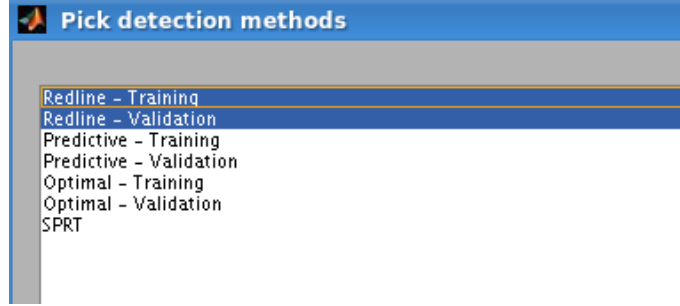 Pick detection methods
Redline - Training
Redline - Validation
Predictive - Training
Predictive - Validation
Optimal - Training
Optimal - Validation
SPRT